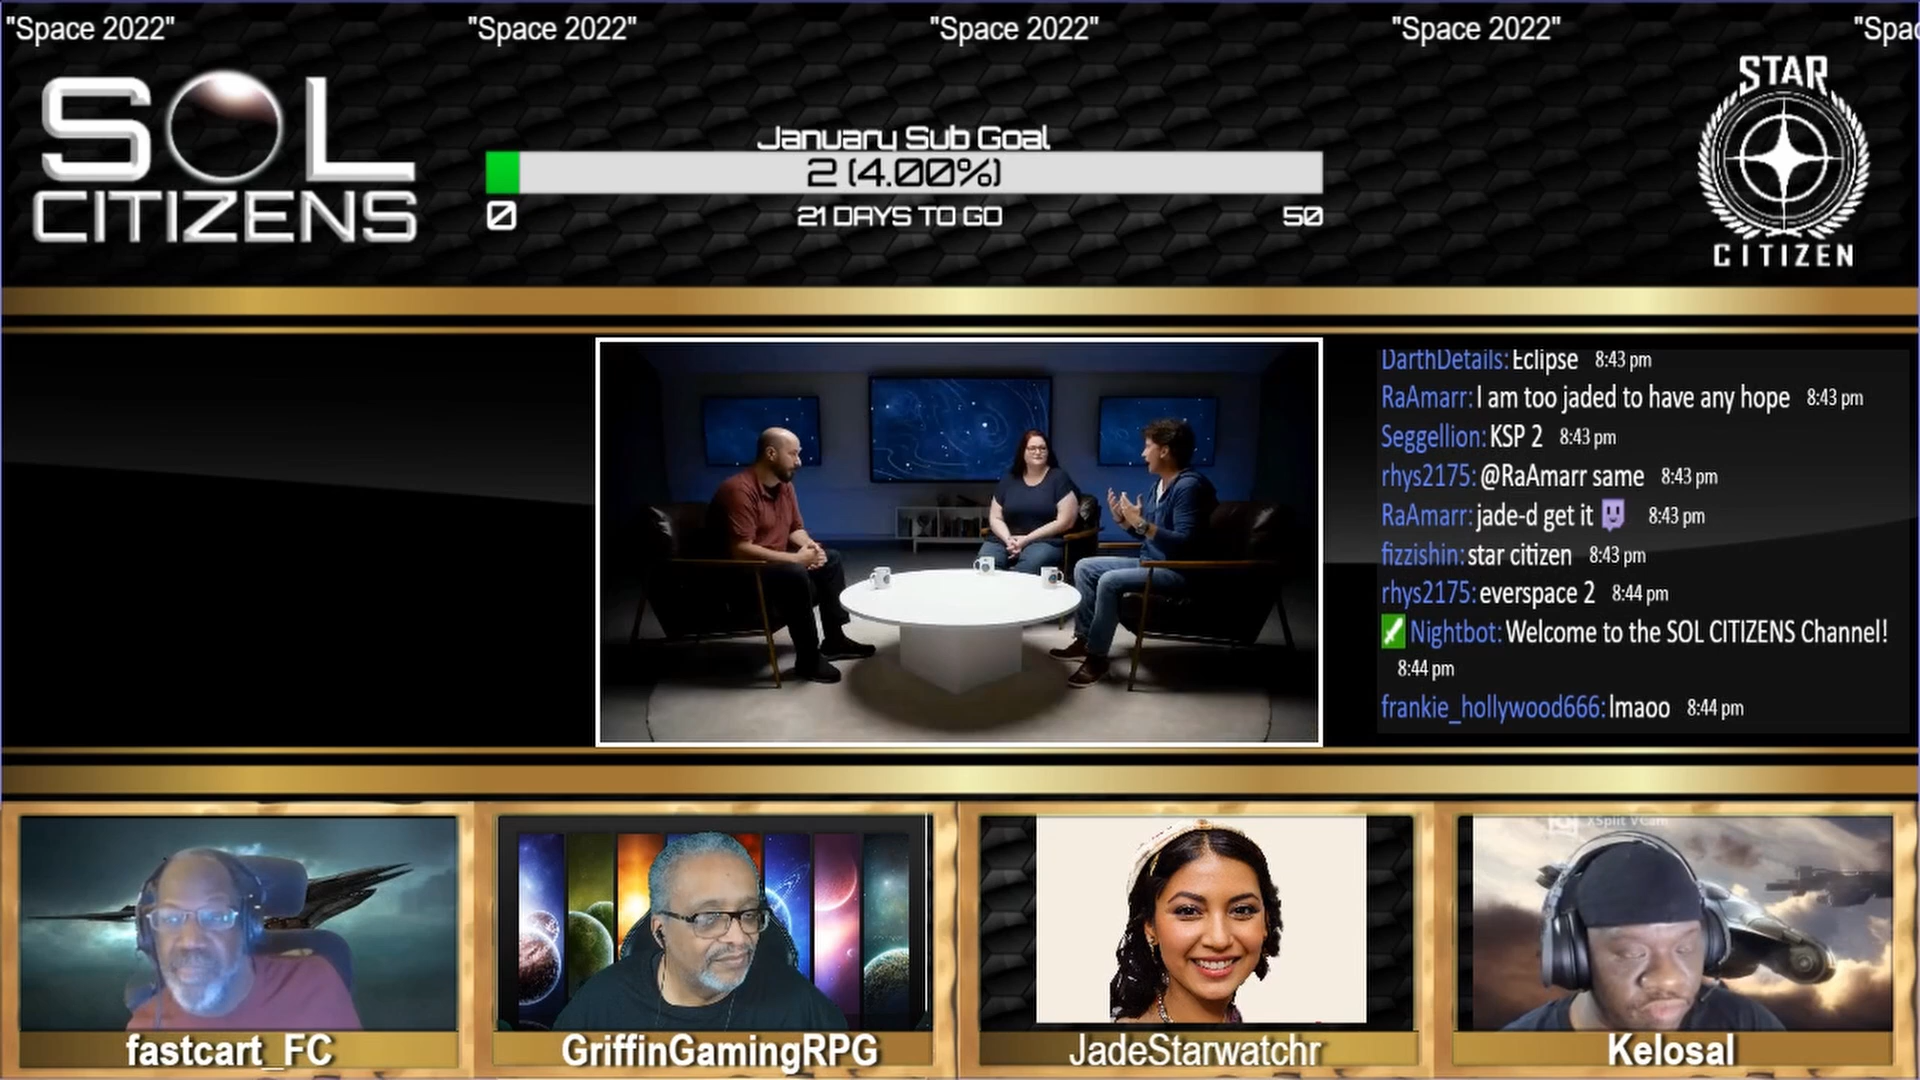 "Space 2022" "Space 2022" "Space 2022" "Space 2022" "Spac
SOL
CITIZENS
January Sub Goal
2 (4.00%)
0 21 DAYS TO GO 50
STAR
CITIZEN
DarthDetails: Eclipse 8:43 pm
RaAmarr: I am too jaded to have any hope 8:43 pm
Seggellion: KSP 2 8:43 pm
rhys2175: @RaAmarr same 8:43 pm
RaAmarr: jade-d get it 8:43 pm
fizzishin: star citizen 8:43 pm
rhys2175: everspace 2 8:44 pm
Nightbot: Welcome to the SOL CITIZENS Channel!
8:44 pm
frankie_hollywood666: lmaoo 8:44 pm
XSplit VCam
fastcart_FC
GriffinGamingRPG
JadeStarwatchr
Kelosal